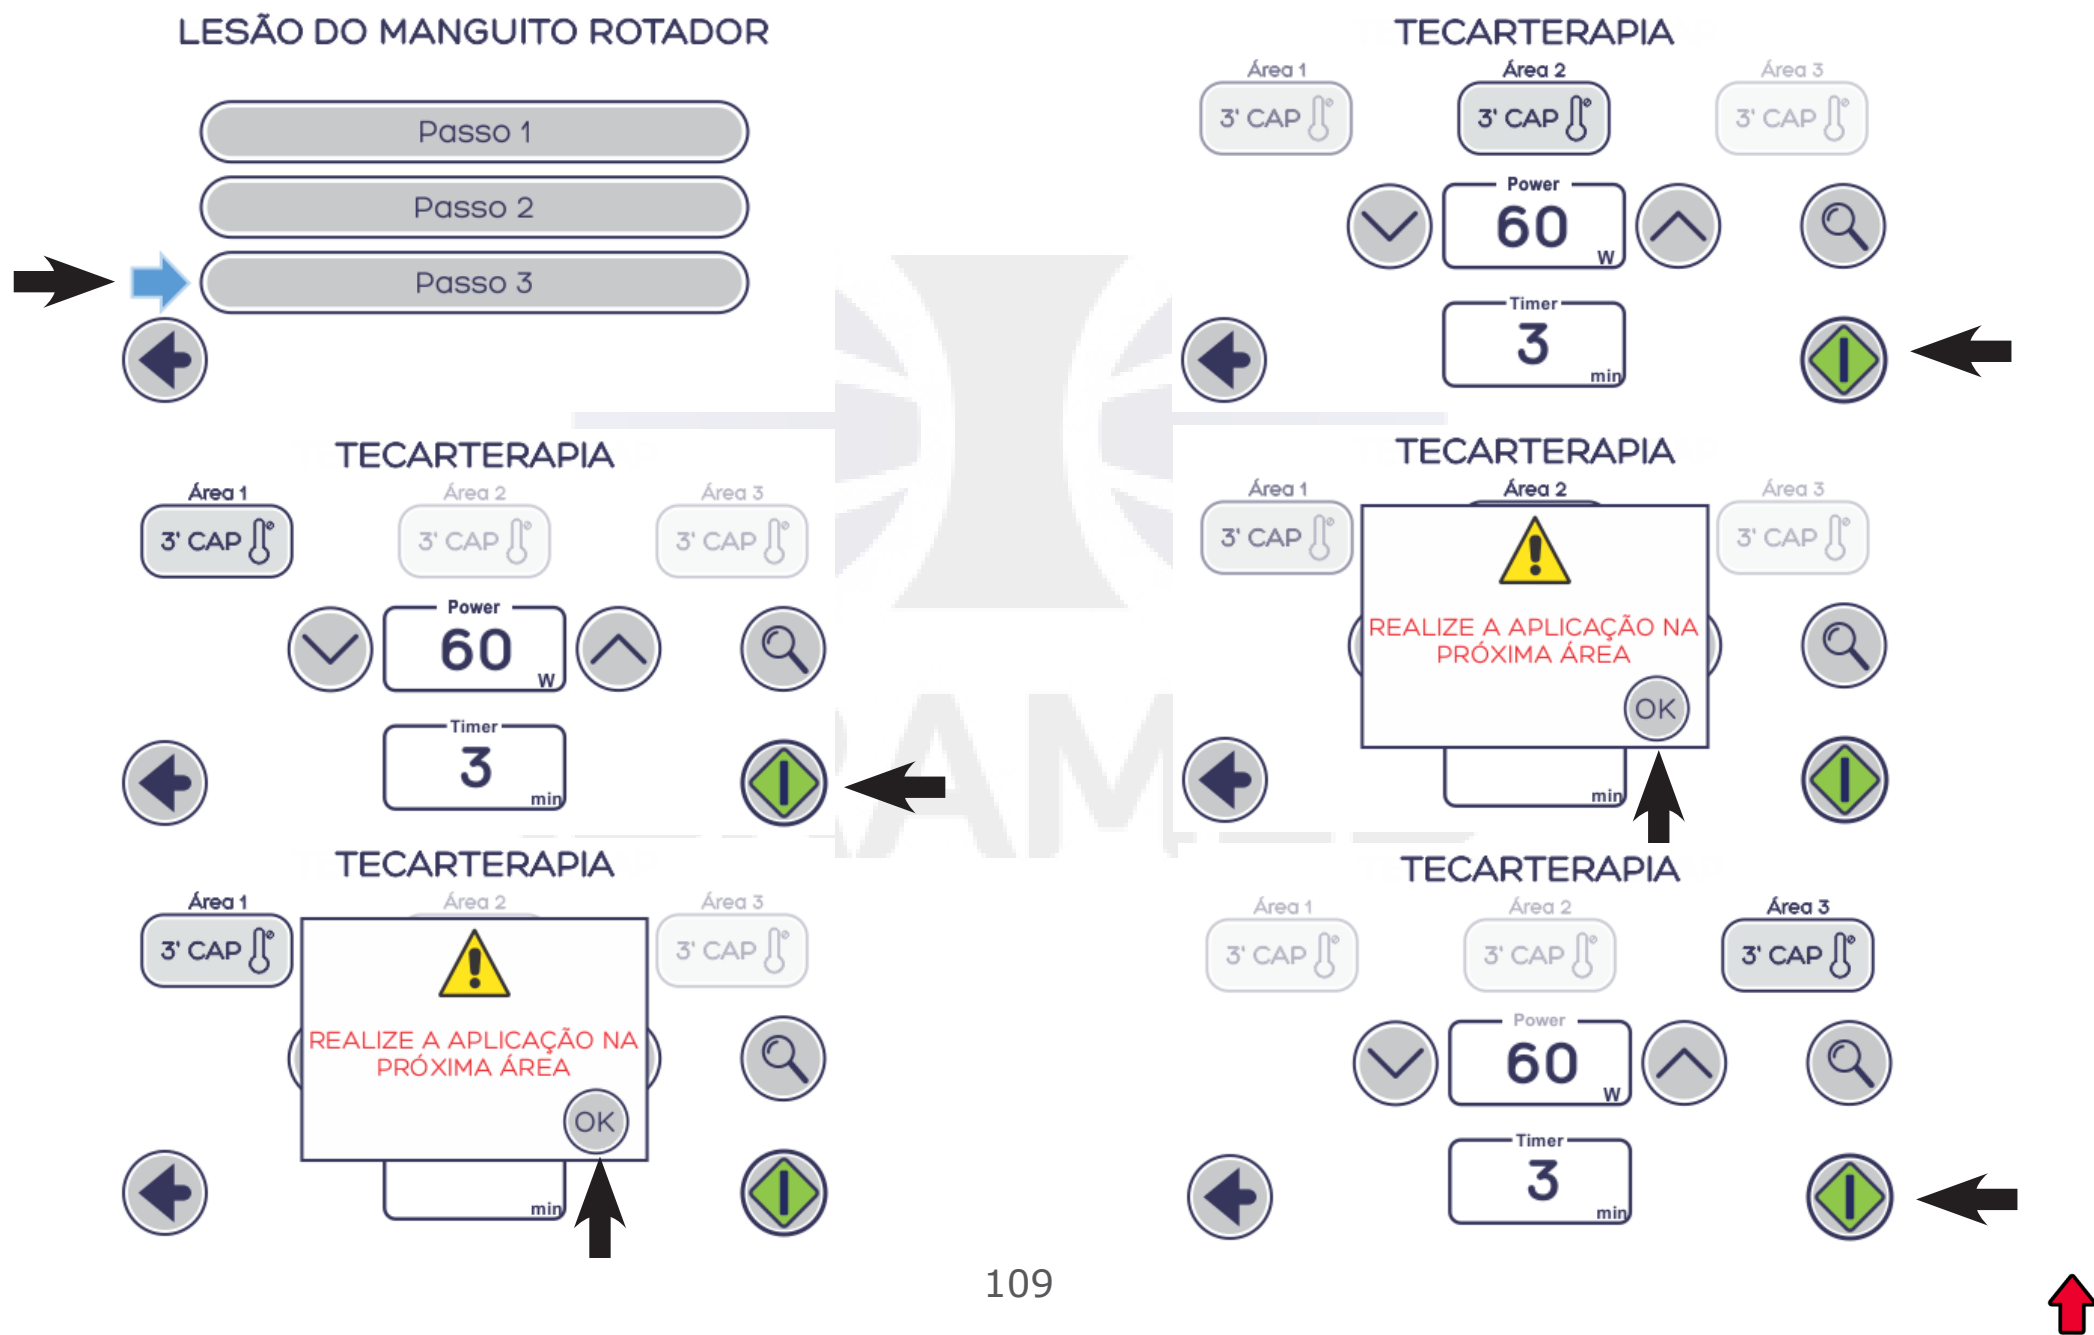 LESÃO DO MANGUITO ROTADOR
Passo 1
Passo 2
Passo 3
TECARTERAPIA
Área 1 Área 2 Área 3
3' CAP 3' CAP 3' CAP
Power
60
W
Timer
3
min
TECARTERAPIA
Área 1 Área 2 Área 3
3' CAP
3' CAP
REALIZE A APLICAÇÃO NA
PRÓXIMA ÁREA
OK
min
TECARTERAPIA
Área 1 Área 2 Área 3
3' CAP 3' CAP 3' CAP
Power
60
W
Timer
3
min
TECARTERAPIA
Área 1 Área 2 Área 3
3' CAP
3' CAP
REALIZE A APLICAÇÃO NA
PRÓXIMA ÁREA
OK
min
TECARTERAPIA
Área 1 Área 2 Área 3
3' CAP 3' CAP 3' CAP
Power
60
W
Timer
3
min
109